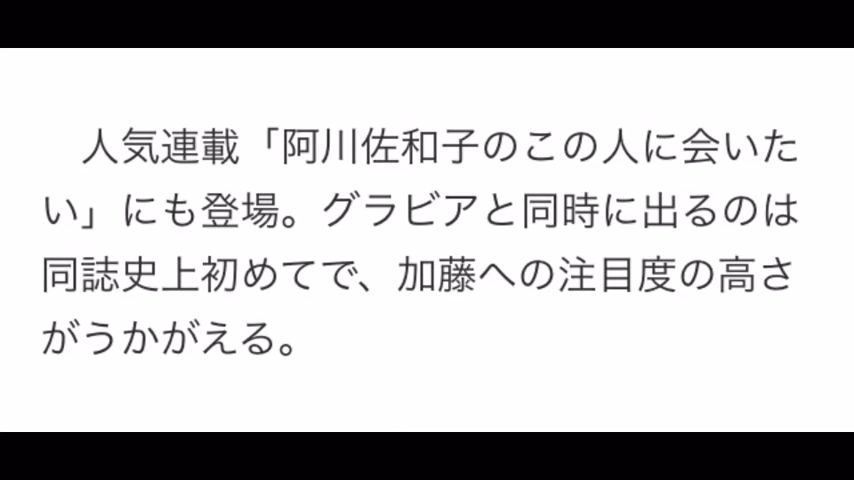 人気連載「阿川佐和子のこの人に会いた
い」にも登場。グラビアと同時に出るのは
同誌史上初めてで、加藤への注目度の高さ
がうかがえる。